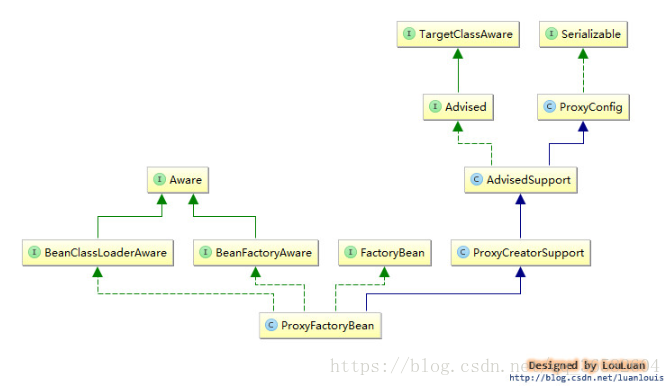 I TargetClassAware
I Serializable
I Advised
C ProxyConfig
I Aware
C AdvisedSupport
I BeanClassLoaderAware
I BeanFactoryAware
I FactoryBean
C ProxyCreatorSupport
C ProxyFactoryBean
https://blog.csdn.net/
Designed by LouLuan
http://blog.csdn.net/luanlouis